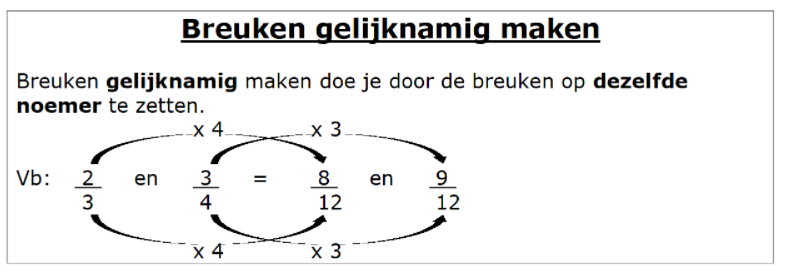 Breuken gelijknamig maken
Breuken gelijknamig maken doe je door de breuken op dezelfde
noemer te zetten.
x 4 x 3
Vb: 2 en 3 = 8 en 9
3 4 12 12
x 4 x 3